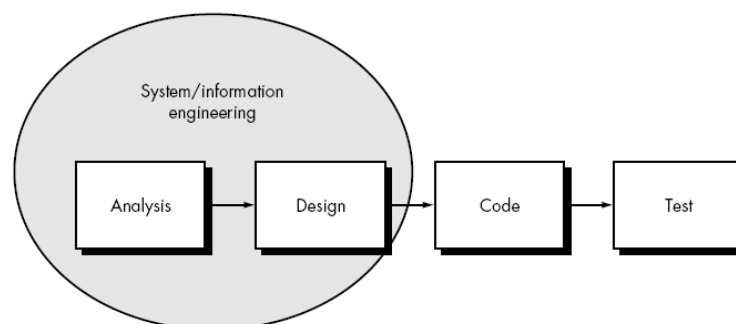 System/information
engineering
Analysis
Design
Code
Test